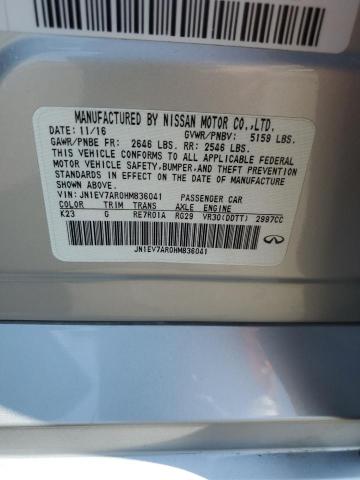 MANUFACTURED BY NISSAN MOTOR CO.,LTD.
DATE: 11/16 GVWR/PNBV: 5159 LBS.
GAWR/PNBE FR: 2646 LBS. RR: 2546 LBS.
THIS VEHICLE CONFORMS TO ALL APPLICABLE FEDERAL
MOTOR VEHICLE SAFETY,BUMPER,AND THEFT PREVENTION
STANDARDS IN EFFECT ON THE DATE OF MANUFACTURE
SHOWN ABOVE.
VIN: JN1EV7AR0HM836041 PASSENGER CAR
COLOR TRIM TRANS AXLE ENGINE
K23 G RE7R01A RG29 VR30(DDTT) 2997CC
JN1EV7AR0HM836041